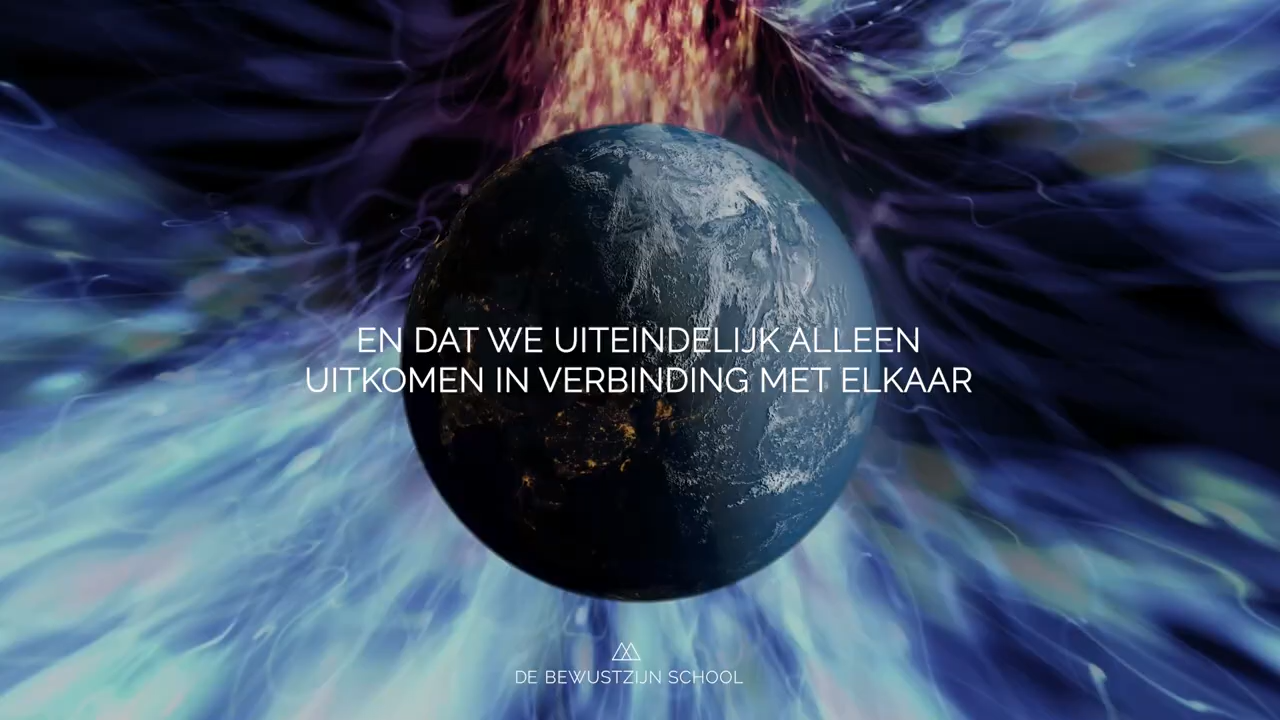 EN DAT WE UITEINDELIJK ALLEEN
UITKOMEN IN VERBINDING MET ELKAAR
DE BEWUSTZIJN SCHOOL